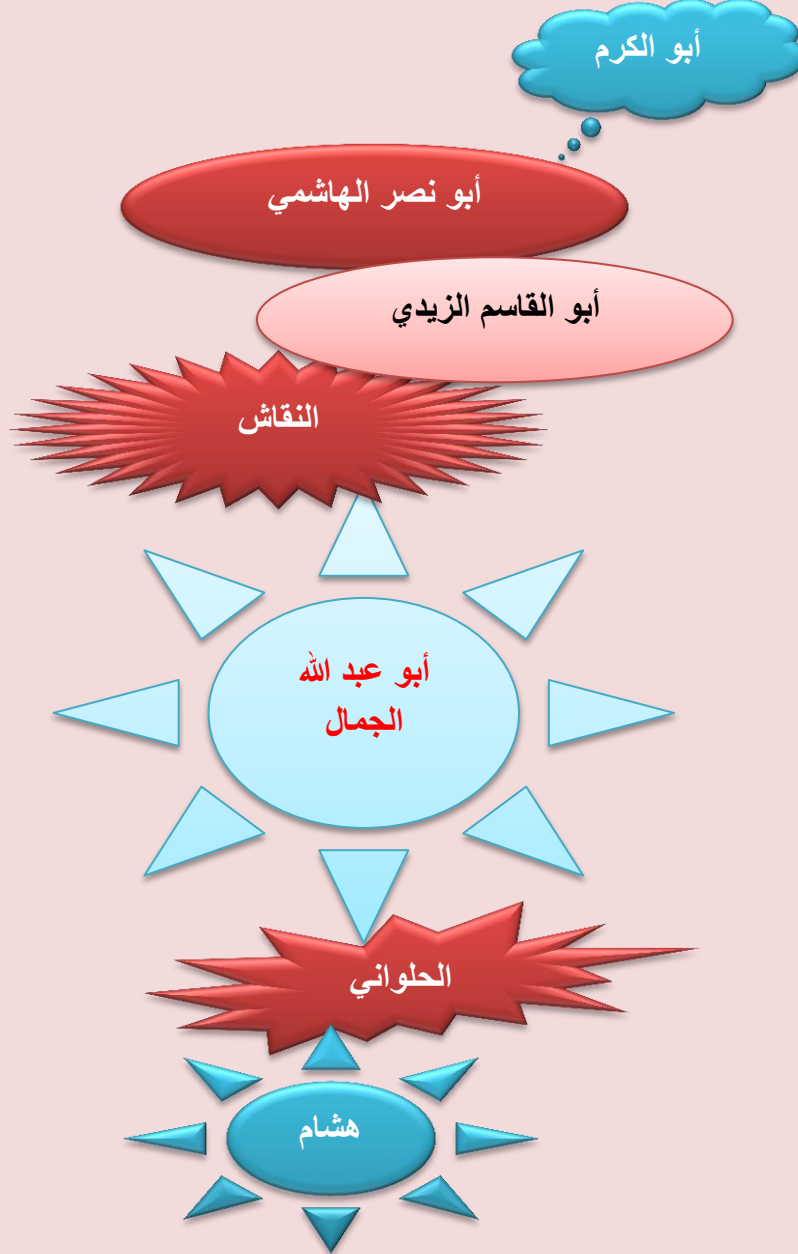 أبو الكرم
أبو نصر الهاشمي
أبو القاسم الزيدي
النقاش
أبو عبد الله
الجمال
الحلواني
هشام